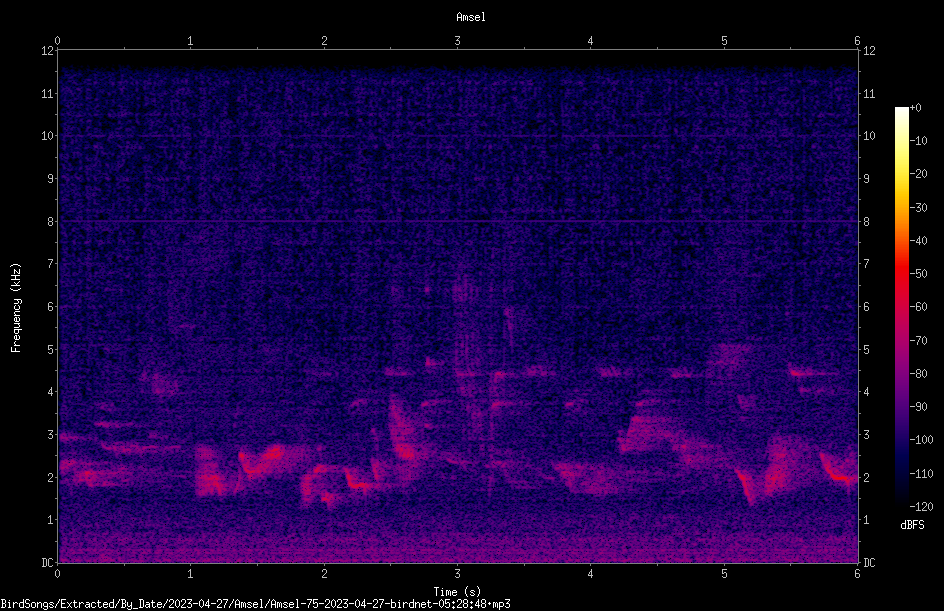 Amsel
0 1 2 3 4 5 6
12 12 +0
11 11 -10
10 10 -20
9 9 -30
8 8 -40
7 7 -50
6 6 -60
5 5 -70
4 4 -80
3 3 -90
2 2 -100
1 1 -110
DC DC -120
dBFS
Frequency (kHz)
0 1 2 3 4 5 6
Time (s)
BirdSongs/Extracted/By_Date/2023-04-27/Amsel/Amsel-75-2023-04-27-birdnet-05:28:48.mp3